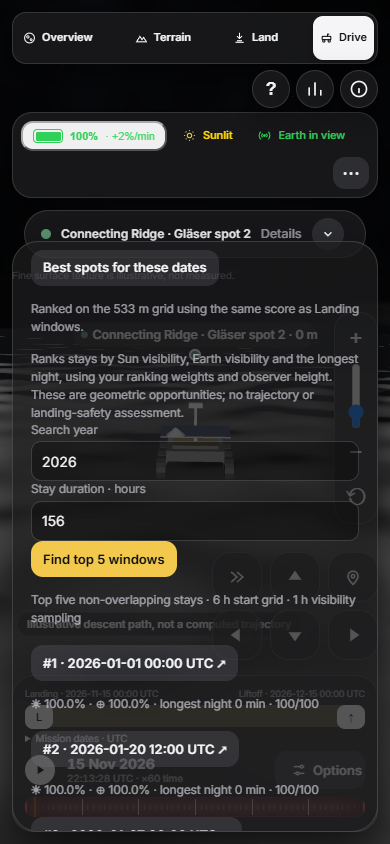 Overview
Terrain
Land
Drive
?
100% · +2%/min
Sunlit
Earth in view
Connecting Ridge · Gläser spot 2 Details
Best spots for these dates
Fine surface texture is illustrative, not measured.
Ranked on the 533 m grid using the same score as Landing
windows.
Connecting Ridge · Gläser spot 2 · 0 m
Ranks stays by Sun visibility, Earth visibility and the longest
night, using your ranking weights and observer height.
These are geometric opportunities; no trajectory or
landing-safety assessment.
Search year
2026
Stay duration · hours
156
Find top 5 windows
Top five non-overlapping stays · 6 h start grid · 1 h visibility
sampling
Illustrative descent path, not a computed trajectory
#1 · 2026-01-01 00:00 UTC ↗
Landing · 2026-11-15 00:00 UTC
Liftoff · 2026-12-15 00:00 UTC
☀ 100.0% · ⊕ 100.0% · longest night 0 min · 100/100
L
↑
Mission dates · UTC
#2 · 2026-01-20 12:00 UTC ↗
15 Nov 2026
22:13:28 UTC · ×60 time
Options
☀ 100.0% · ⊕ 100.0% · longest night 0 min · 100/100